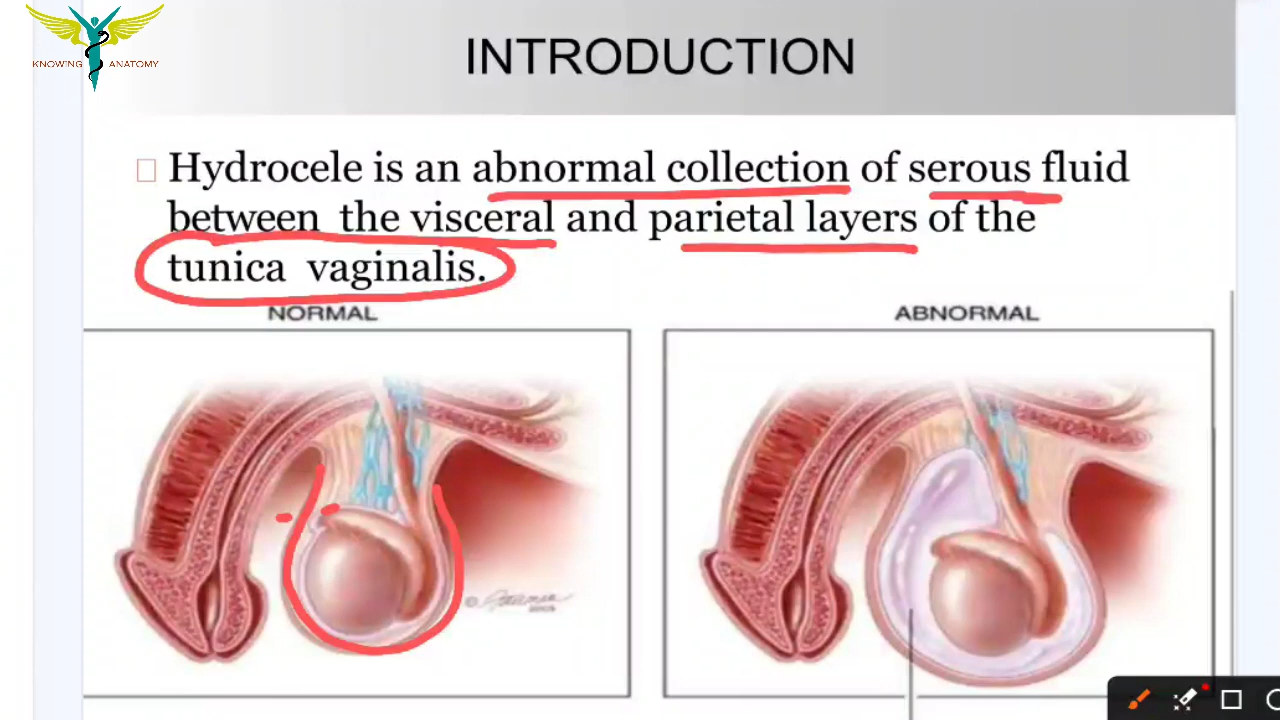 KNOWING ANATOMY
INTRODUCTION
Hydrocele is an abnormal collection of serous fluid
between the visceral and parietal layers of the
tunica vaginalis.
NORMAL
ABNORMAL